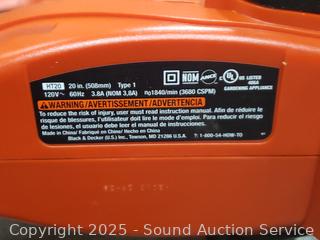 HT20 20 in. (508mm) Type 1
120V~ 60Hz 3.8A (NOM 3,8A) n₀1840/min (3680 CSPM)
NOM ANCE
C UL US LISTED
GARDENING APPLIANCE
WARNING/AVERTISSEMENT/ADVERTENCIA
To reduce the risk of injury, user must read instruction manual. Afin de réduire le
risque de blessures, l'utilisateur doit lire le mode d'emploi. Para reducir el riesgo
de lesiones, el usuario debe leer el manual de instrucciones.
Made in China/ Fabriqué en Chine/ Hecho en China
Black & Decker (U.S.) Inc., Towson, MD 21286 U.S.A. ?: 1-800-54-HOW-TO
Copyright 2025 - Sound Auction Service